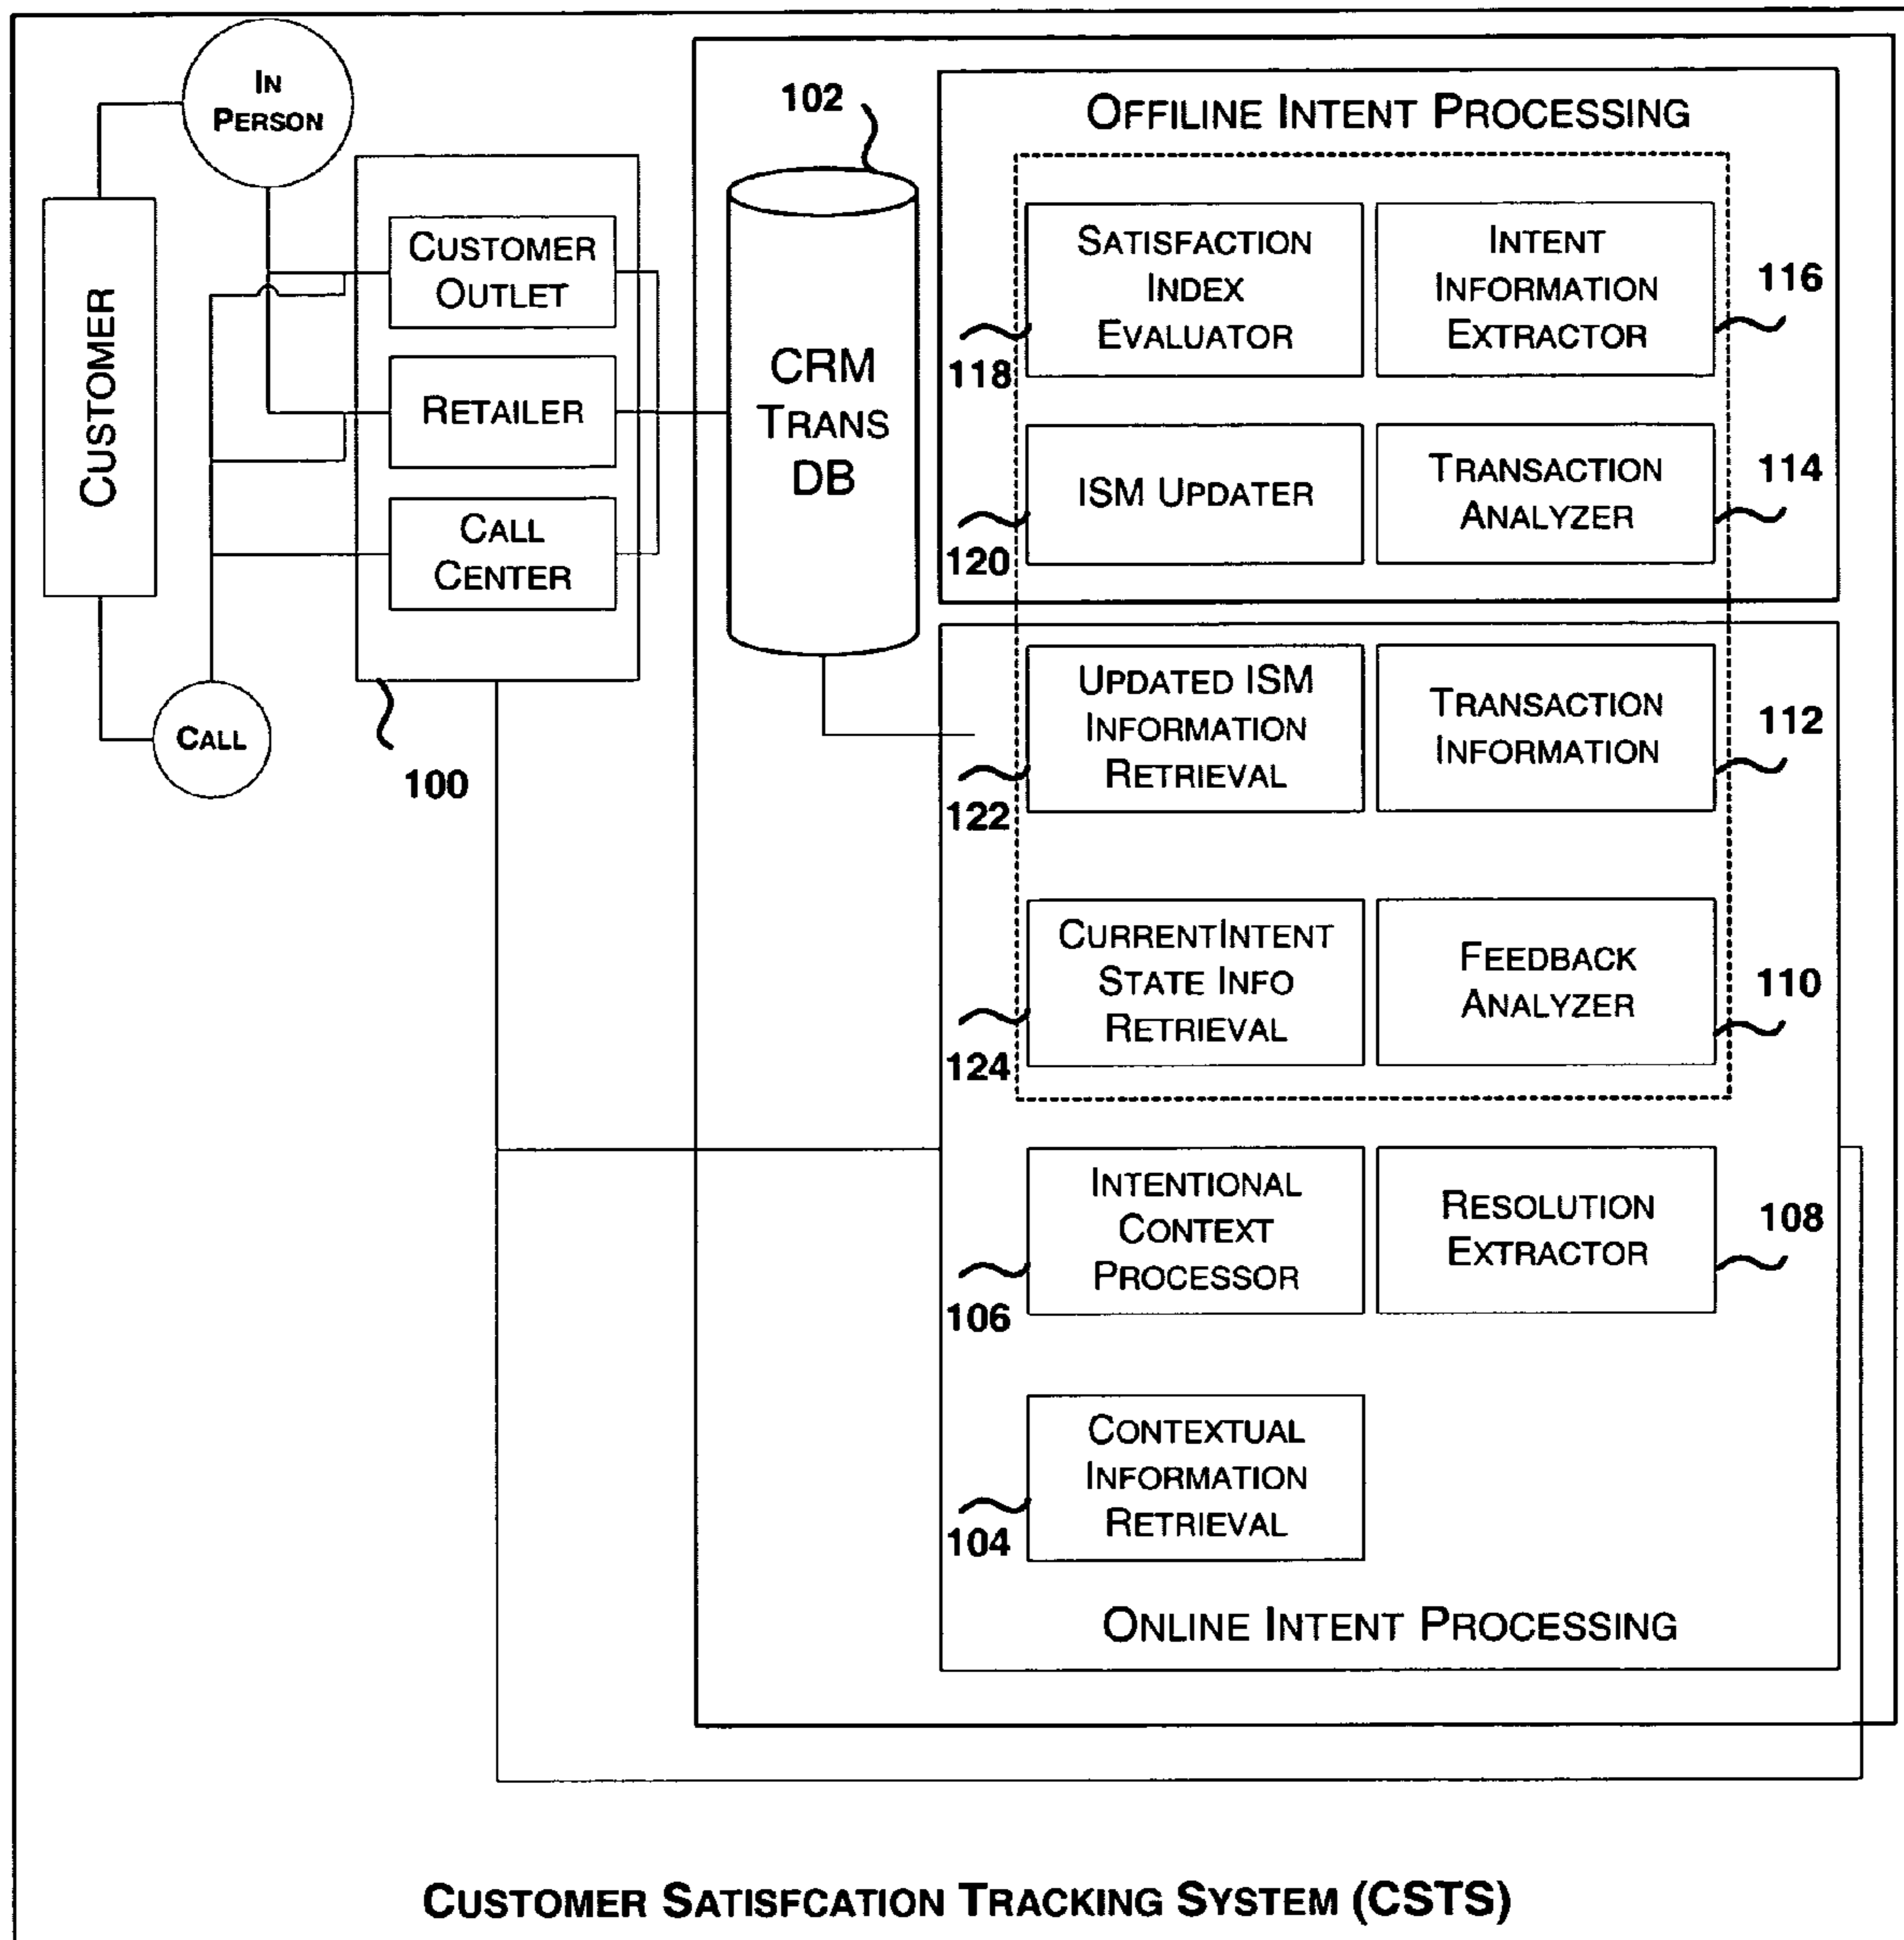 IN
PERSON
CUSTOMER
CALL
CUSTOMER
OUTLET
RETAILER
CALL
CENTER
100
102
CRM
TRANS
DB
OFFILINE INTENT PROCESSING
SATISFACTION
INDEX
EVALUATOR
118
INTENT
INFORMATION
EXTRACTOR
116
ISM UPDATER
120
TRANSACTION
ANALYZER
114
UPDATED ISM
INFORMATION
RETRIEVAL
122
TRANSACTION
INFORMATION
112
CURRENTINTENT
STATE INFO
RETRIEVAL
124
FEEDBACK
ANALYZER
110
INTENTIONAL
CONTEXT
PROCESSOR
106
RESOLUTION
EXTRACTOR
108
CONTEXTUAL
INFORMATION
RETRIEVAL
104
ONLINE INTENT PROCESSING
CUSTOMER SATISFCATION TRACKING SYSTEM (CSTS)